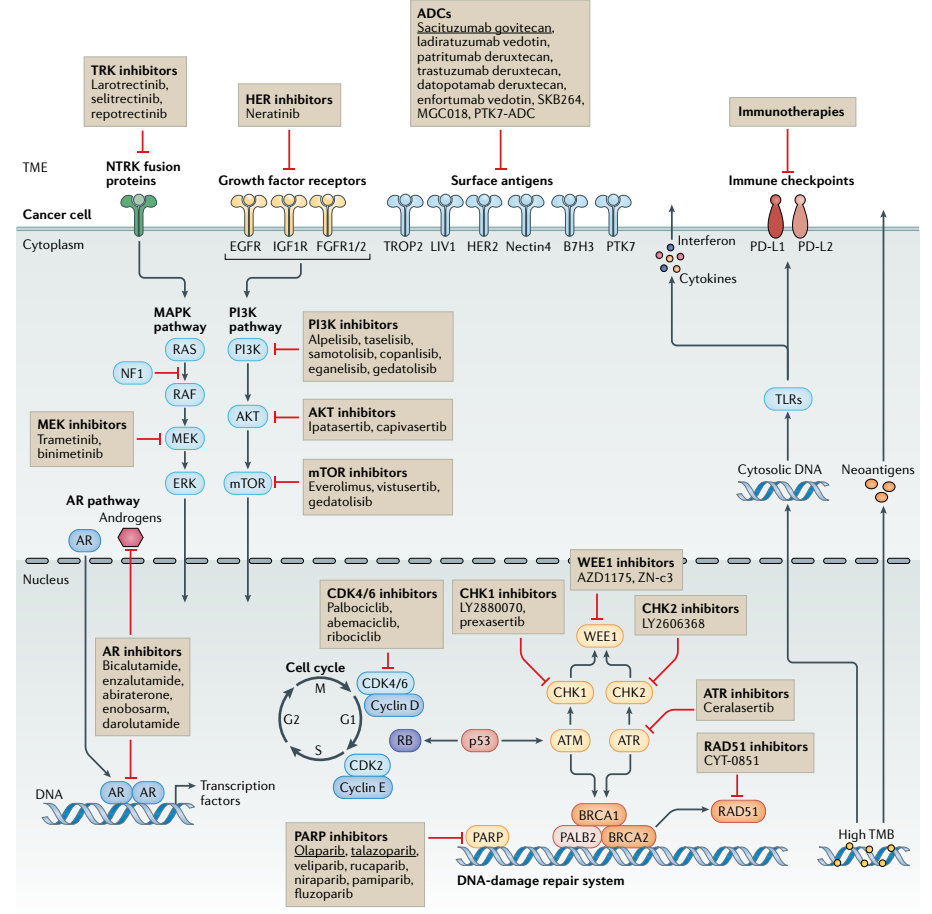 ADCs
Sacituzumab govitecan,
ladiratuzumab vedotin,
patritumab deruxtecan,
trastuzumab deruxtecan,
datopotamab deruxtecan,
enfortumab vedotin, SKB264,
MGC018, PTK7-ADC
TRK inhibitors
Larotrectinib,
selitrectinib,
repotrectinib
HER inhibitors
Neratinib
Immunotherapies
TME
NTRK fusion
proteins
Growth factor receptors
Surface antigens
Immune checkpoints
Cancer cell
Cytoplasm
EGFR
IGF1R
FGFR1/2
TROP2
LIV1
HER2
Nectin4
B7H3
PTK7
Interferon
Cytokines
PD-L1
PD-L2
MAPK
pathway
PI3K
pathway
RAS
NF1
RAF
MEK
ERK
PI3K
AKT
mTOR
PI3K inhibitors
Alpelisib, taselisib,
samotolisib, copanlisib,
eganelisib, gedatolisib
AKT inhibitors
Ipatasertib, capivasertib
mTOR inhibitors
Everolimus, vistusertib,
gedatolisib
MEK inhibitors
Trametinib,
binimetinib
TLRs
Cytosolic DNA
Neoantigens
AR pathway
Androgens
AR
Nucleus
AR inhibitors
Bicalutamide,
enzalutamide,
abiraterone,
enobosarm,
darolutamide
CDK4/6 inhibitors
Palbociclib,
abemaciclib,
ribociclib
CHK1 inhibitors
LY2880070,
prexasertib
WEE1 inhibitors
AZD1175, ZN-c3
CHK2 inhibitors
LY2606368
WEE1
Cell cycle
M
G1
S
G2
CDK4/6
Cyclin D
CDK2
Cyclin E
RB
p53
CHK1
CHK2
ATM
ATR
ATR inhibitors
Ceralasertib
RAD51 inhibitors
CYT-0851
DNA
AR
AR
Transcription
factors
BRCA1
PALB2
BRCA2
RAD51
PARP inhibitors
Olaparib, talazoparib,
veliparib, rucaparib,
niraparib, pamiparib,
fluzoparib
PARP
High TMB
DNA-damage repair system